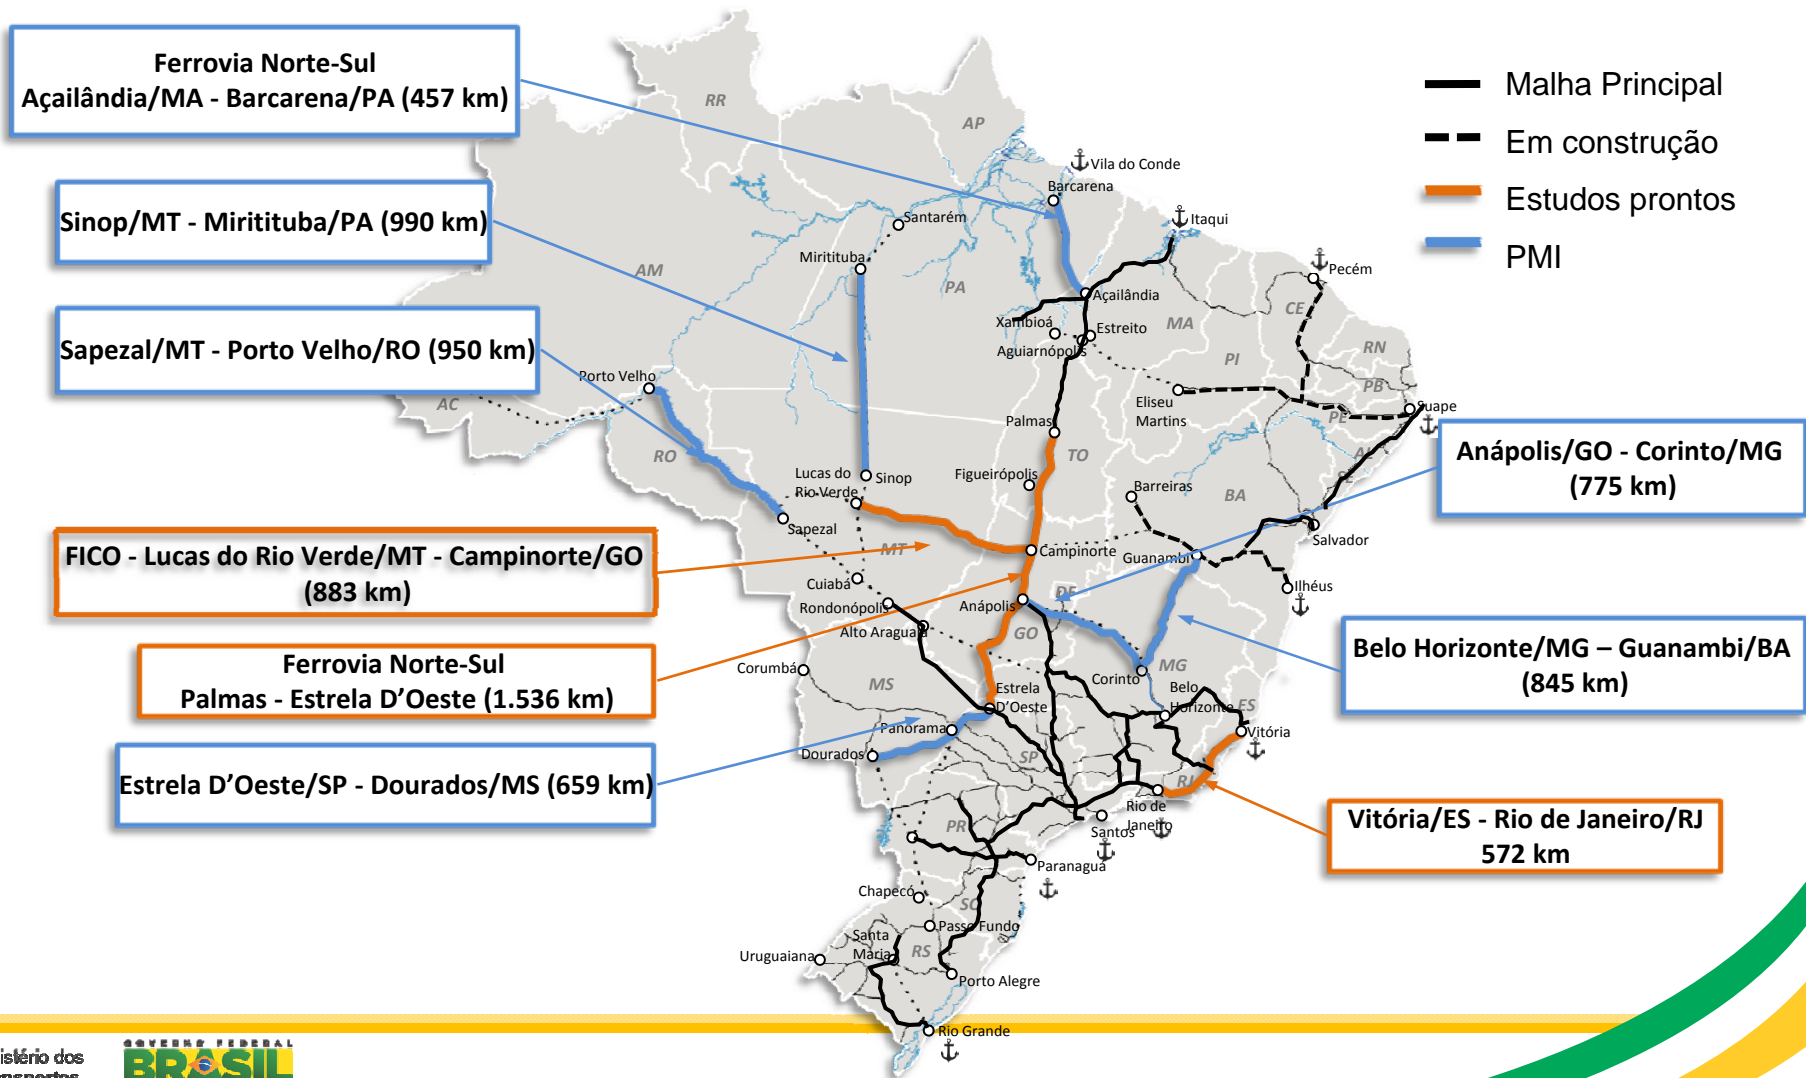 Ferrovia Norte-Sul
Açailândia/MA - Barcarena/PA (457 km)
Sinop/MT - Miritituba/PA (990 km)
Sapezal/MT - Porto Velho/RO (950 km)
FICO - Lucas do Rio Verde/MT - Campinorte/GO
(883 km)
Ferrovia Norte-Sul
Palmas - Estrela D'Oeste (1.536 km)
Estrela D'Oeste/SP - Dourados/MS (659 km)
Malha Principal
Em construção
Estudos prontos
PMI
Anápolis/GO - Corinto/MG
(775 km)
Belo Horizonte/MG – Guanambi/BA
(845 km)
Vitória/ES - Rio de Janeiro/RJ
572 km
RR
AP
Vila do Conde
Barcarena
Santarém
Itaqui
Miritituba
AM
PA
Pecém
Açailândia
CE
Xambioá
Estreito
MA
Aguiarnópolis
RN
PI
PB
Porto Velho
AC
Eliseu
Martins
Suape
PE
Palmas
AL
SE
TO
RO
Lucas do
Rio Verde
Sinop
Figueirópolis
Barreiras
BA
Sapezal
Salvador
MT
Campinorte
Guanambi
Cuiabá
Ilhéus
DF
Rondonópolis
Anápolis
Alto Araguaia
GO
Corumbá
MS
Corinto
MG
Estrela
D'Oeste
Belo
Horizonte
ES
Panorama
Vitória
Dourados
SP
RJ
Rio de
Janeiro
Santos
PR
Paranaguá
Chapecó
SC
Passo Fundo
Santa
Maria
RS
Uruguaiana
Porto Alegre
Rio Grande
istério dos
ansportes
GOVERNO FEDERAL
BRASIL